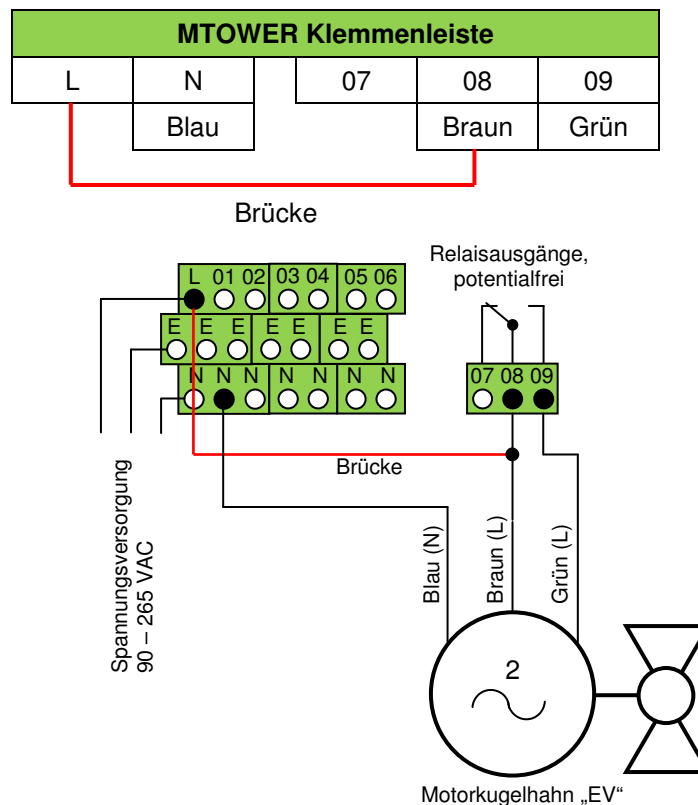 MTOWER Klemmenleiste
L N 07 08 09
Blau Braun Grün
Brücke
Relaisausgänge,
potentialfrei
L 01 02 03 04 05 06
E E E E E E E
N N N N N N N
07 08 09
Brücke
Spannungsversorgung
90 – 265 VAC
Blau (N)
Braun (L)
Grün (L)
2
Motorkugelhahn „EV“